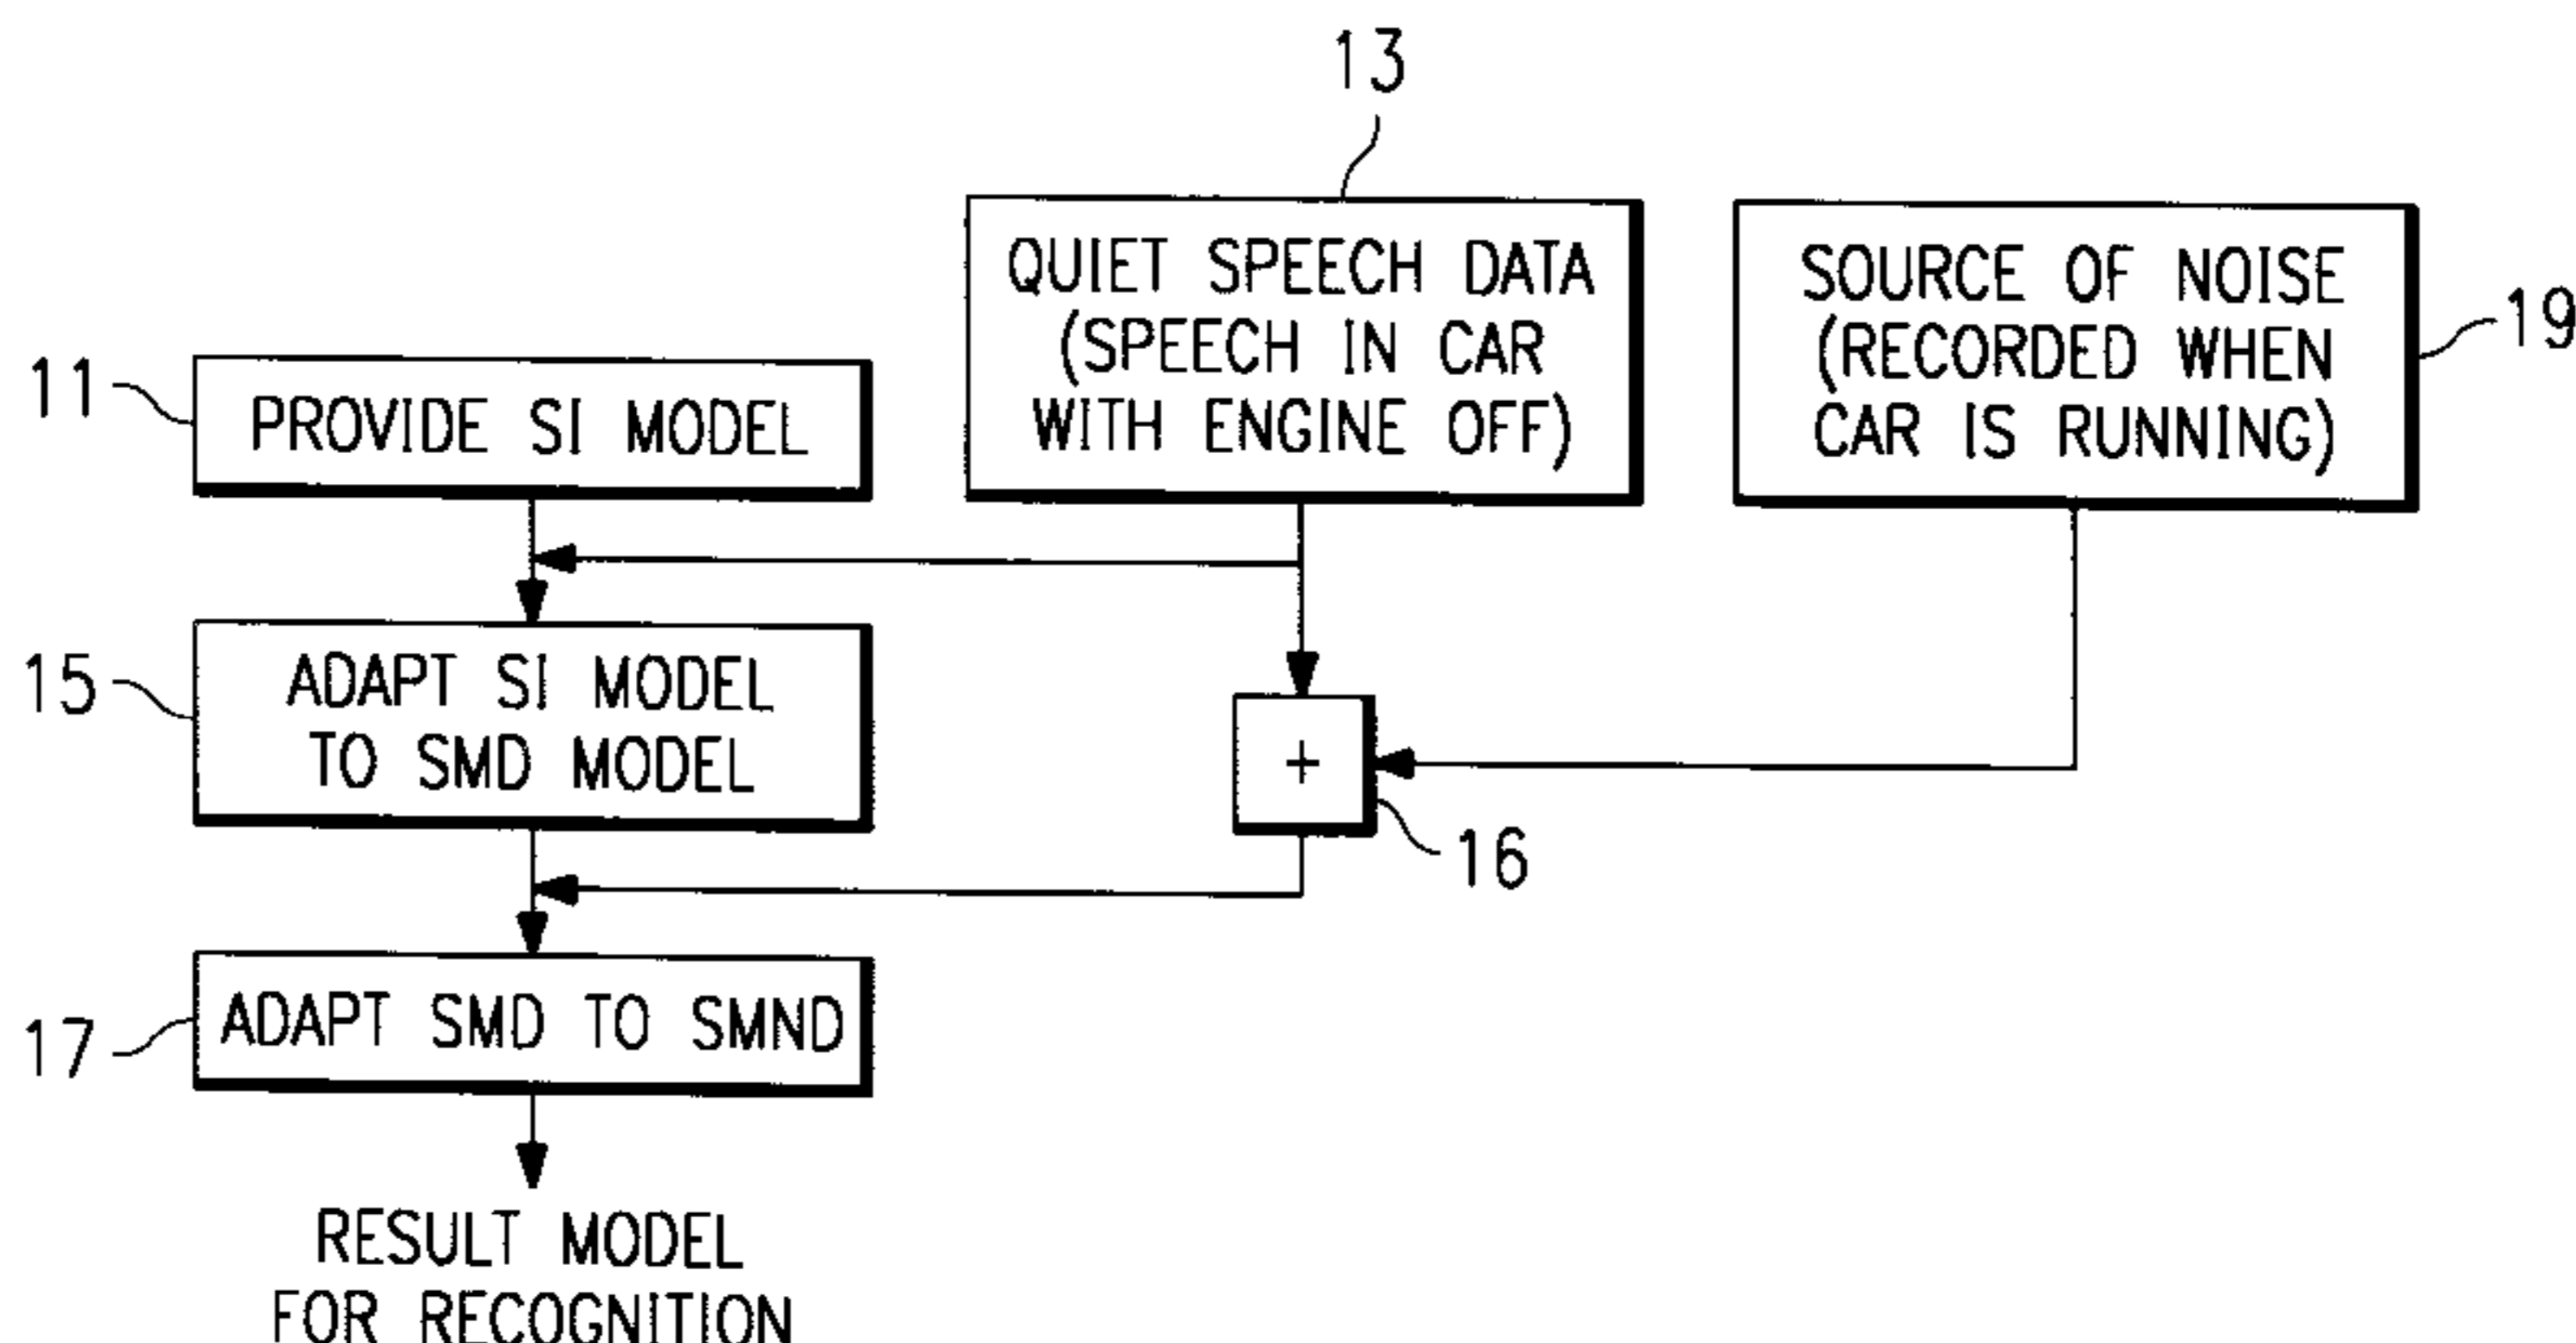 13
QUIET SPEECH DATA
(SPEECH IN CAR
WITH ENGINE OFF)
SOURCE OF NOISE
(RECORDED WHEN
CAR IS RUNNING)
19
11
PROVIDE SI MODEL
15
ADAPT SI MODEL
TO SMD MODEL
+
16
17
ADAPT SMD TO SMND
RESULT MODEL
FOR RECOGNITION